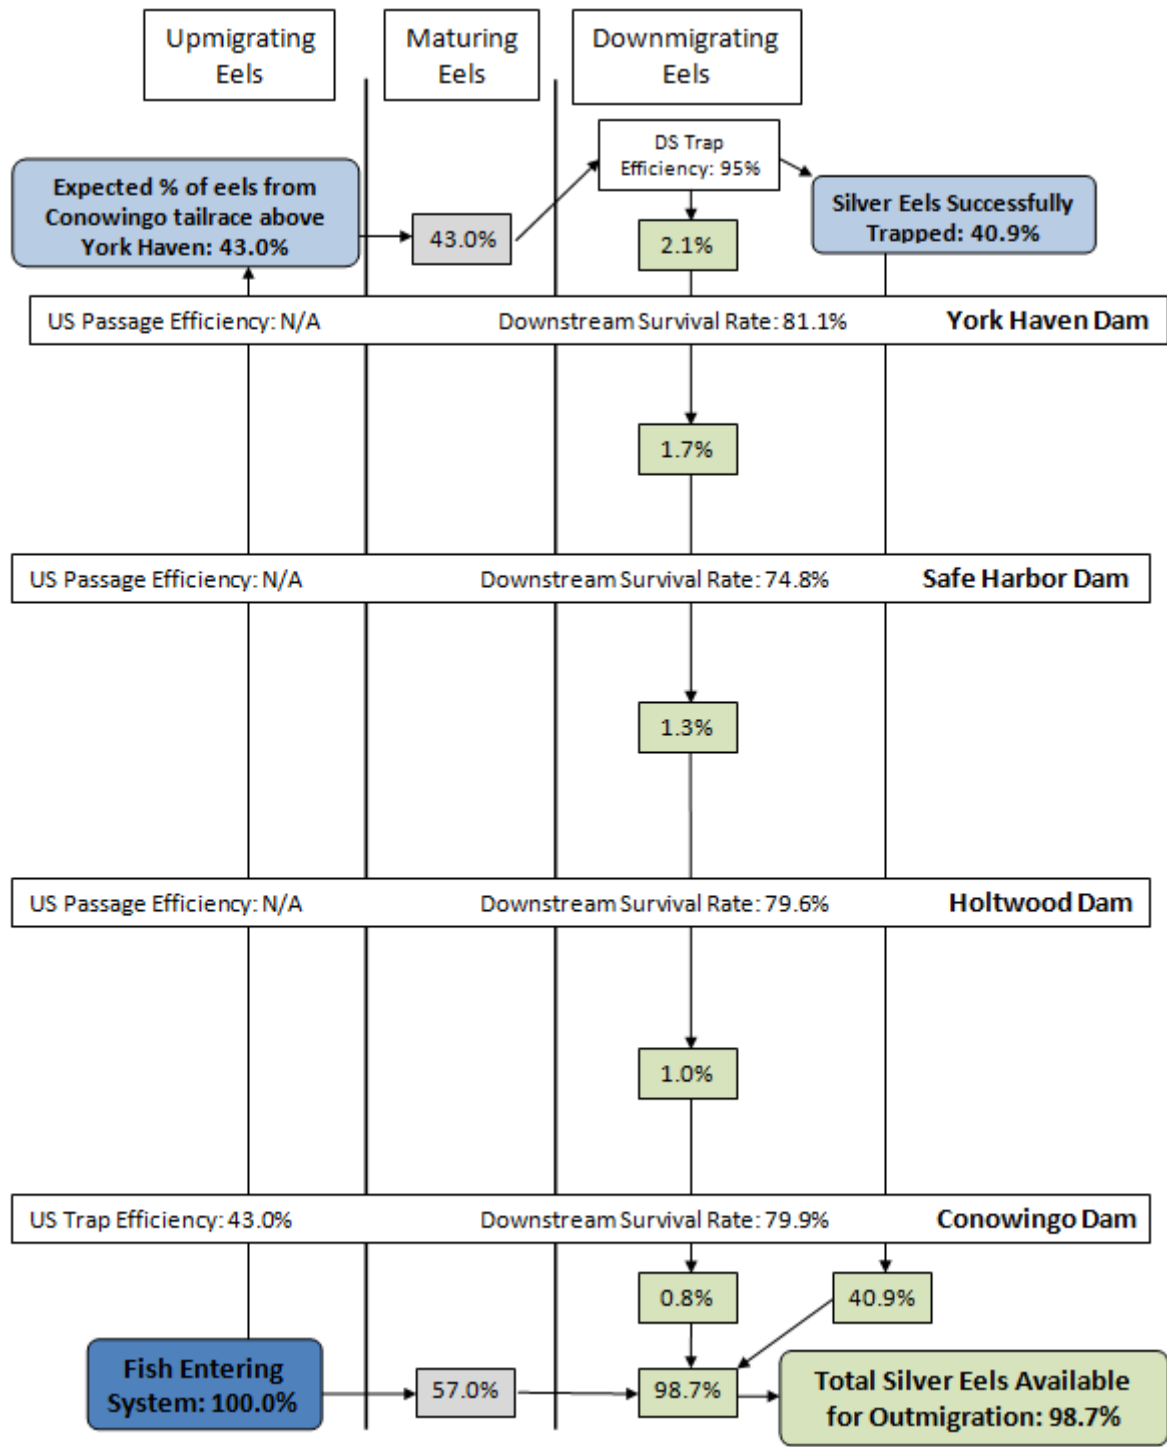 Upmigrating
Eels
Maturing
Eels
Downmigrating
Eels
DS Trap
Efficiency: 95%
Expected % of eels from
Conowingo tailrace above
York Haven: 43.0%
43.0%
2.1%
Silver Eels Successfully
Trapped: 40.9%
US Passage Efficiency: N/A
Downstream Survival Rate: 81.1%
York Haven Dam
1.7%
US Passage Efficiency: N/A
Downstream Survival Rate: 74.8%
Safe Harbor Dam
1.3%
US Passage Efficiency: N/A
Downstream Survival Rate: 79.6%
Holtwood Dam
1.0%
US Trap Efficiency: 43.0%
Downstream Survival Rate: 79.9%
Conowingo Dam
0.8%
40.9%
Fish Entering
System: 100.0%
57.0%
98.7%
Total Silver Eels Available
for Outmigration: 98.7%